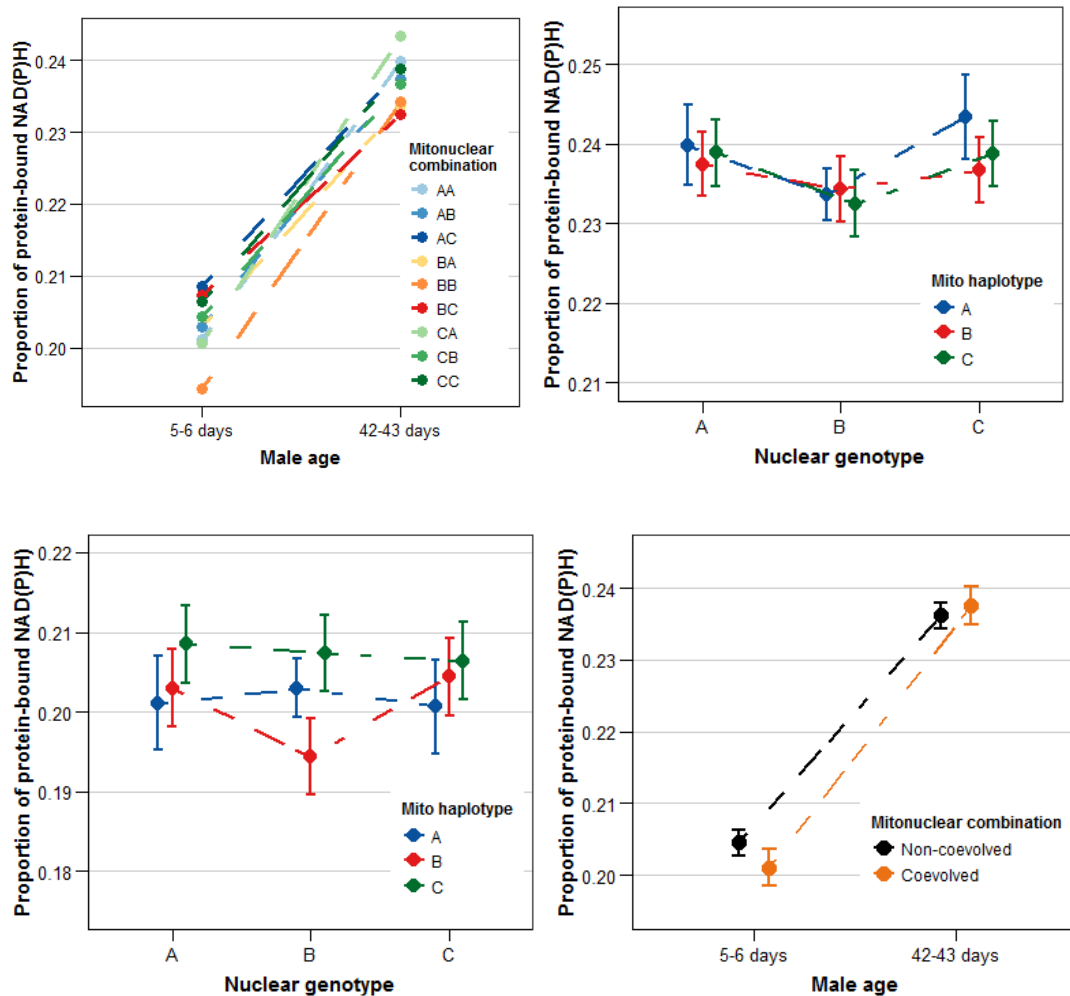 Proportion of protein-bound NAD(P)H)
0.24
0.23
0.22
0.21
0.20
Mitonuclear
combination
AA
AB
AC
BA
BB
BC
CA
CB
CC
5-6 days
42-43 days
Male age
Proportion of protein-bound NAD(P)H)
0.25
0.24
0.23
0.22
0.21
Mito haplotype
A
B
C
A
B
C
Nuclear genotype
Proportion of protein-bound NAD(P)H)
0.22
0.21
0.20
0.19
0.18
Mito haplotype
A
B
C
A
B
C
Nuclear genotype
Proportion of protein-bound NAD(P)H)
0.24
0.23
0.22
0.21
0.20
Mitonuclear combination
Non-coevolved
Coevolved
5-6 days
42-43 days
Male age